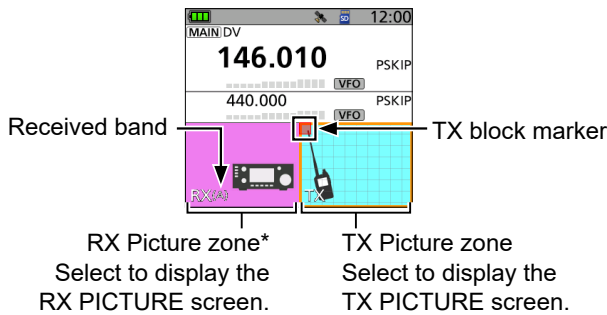 12:00
MAIN DV
146.010
PSKIP
VFO
440.000
PSKIP
VFO
Received band
TX block marker
RX(A)
TX
RX Picture zone*
Select to display the
RX PICTURE screen.
TX Picture zone
Select to display the
TX PICTURE screen.